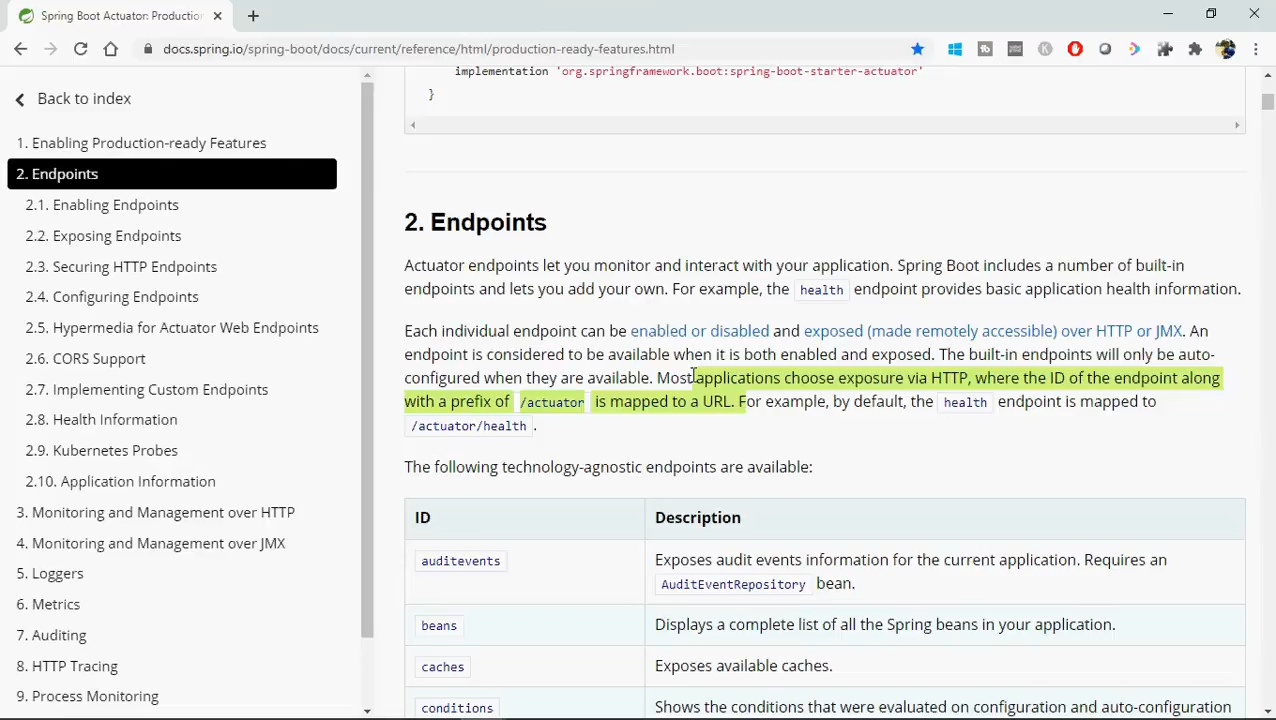 Spring Boot Actuator: Production
docs.spring.io/spring-boot/docs/current/reference/html/production-ready-features.html
Back to index
1. Enabling Production-ready Features
2. Endpoints
2.1. Enabling Endpoints
2.2. Exposing Endpoints
2.3. Securing HTTP Endpoints
2.4. Configuring Endpoints
2.5. Hypermedia for Actuator Web Endpoints
2.6. CORS Support
2.7. Implementing Custom Endpoints
2.8. Health Information
2.9. Kubernetes Probes
2.10. Application Information
3. Monitoring and Management over HTTP
4. Monitoring and Management over JMX
5. Loggers
6. Metrics
7. Auditing
8. HTTP Tracing
9. Process Monitoring
implementation 'org.springframework.boot:spring-boot-starter-actuator'
}
2. Endpoints
Actuator endpoints let you monitor and interact with your application. Spring Boot includes a number of built-in
endpoints and lets you add your own. For example, the health endpoint provides basic application health information.
Each individual endpoint can be enabled or disabled and exposed (made remotely accessible) over HTTP or JMX. An
endpoint is considered to be available when it is both enabled and exposed. The built-in endpoints will only be auto-
configured when they are available. Most applications choose exposure via HTTP, where the ID of the endpoint along
with a prefix of /actuator is mapped to a URL. For example, by default, the health endpoint is mapped to
/actuator/health.
The following technology-agnostic endpoints are available:
ID Description
auditevents Exposes audit events information for the current application. Requires an
AuditEventRepository bean.
beans Displays a complete list of all the Spring beans in your application.
caches Exposes available caches.
conditions Shows the conditions that were evaluated on configuration and auto-configuration